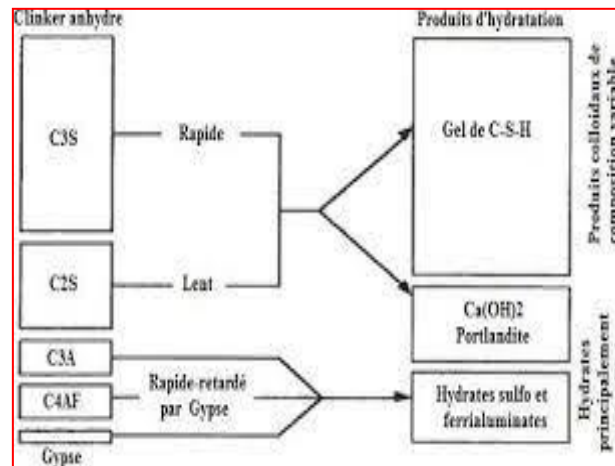 Clinker anhydre
Produits d'hydratation
C3S
Rapide
Gel de C-S-H
Produits colloïdaux de
composition variable
C2S
Lent
Ca(OH)2
Portlandite
C3A
C4AF
Rapide-retardé
par Gypse
Hydrates sulfo et
ferrialuminates
Hydrates
principalement
Gypse